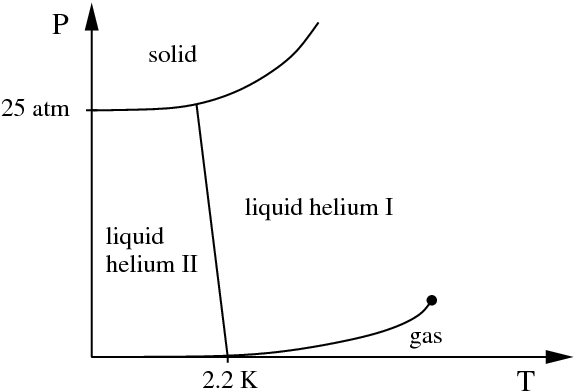 P
solid
25 atm
liquid helium I
liquid
helium II
gas
2.2 K
T